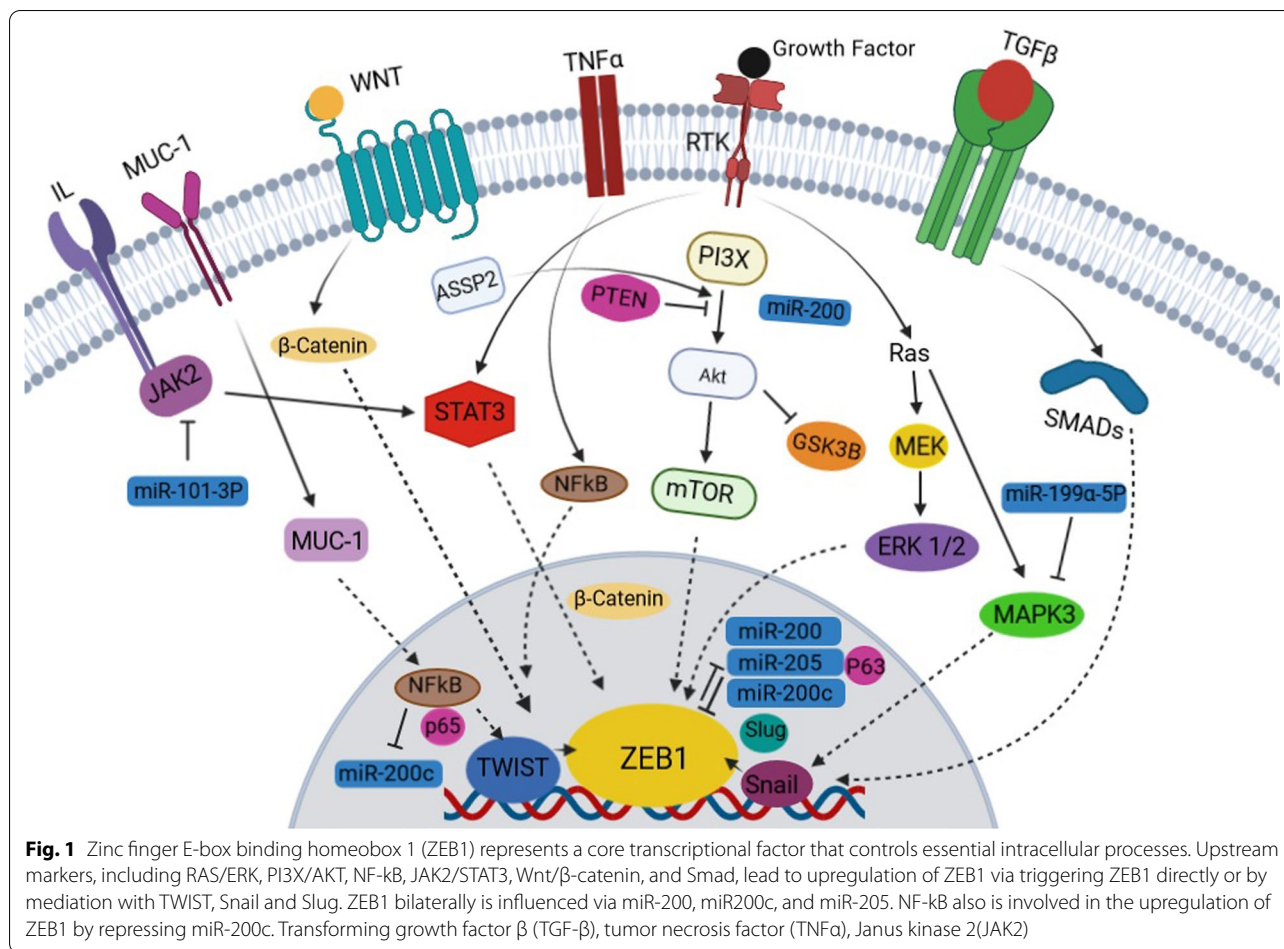 Growth Factor
TGFβ
TNFα
WNT
RTK
MUC-1
IL
PI3X
ASSP2
PTEN
miR-200
β-Catenin
Ras
JAK2
Akt
STAT3
SMADs
GSK3B
MEK
miR-101-3P
NFkB
mTOR
miR-199α-5P
MUC-1
ERK 1/2
β-Catenin
MAPK3
miR-200
miR-205
P63
miR-200c
NFkB
p65
Slug
miR-200c
TWIST
ZEB1
Snail
Fig. 1 Zinc finger E-box binding homeobox 1 (ZEB1) represents a core transcriptional factor that controls essential intracellular processes. Upstream
markers, including RAS/ERK, PI3X/AKT, NF-kB, JAK2/STAT3, Wnt/β-catenin, and Smad, lead to upregulation of ZEB1 via triggering ZEB1 directly or by
mediation with TWIST, Snail and Slug. ZEB1 bilaterally is influenced via miR-200, miR200c, and miR-205. NF-kB also is involved in the upregulation of
ZEB1 by repressing miR-200c. Transforming growth factor β (TGF-β), tumor necrosis factor (TNFα), Janus kinase 2(JAK2)